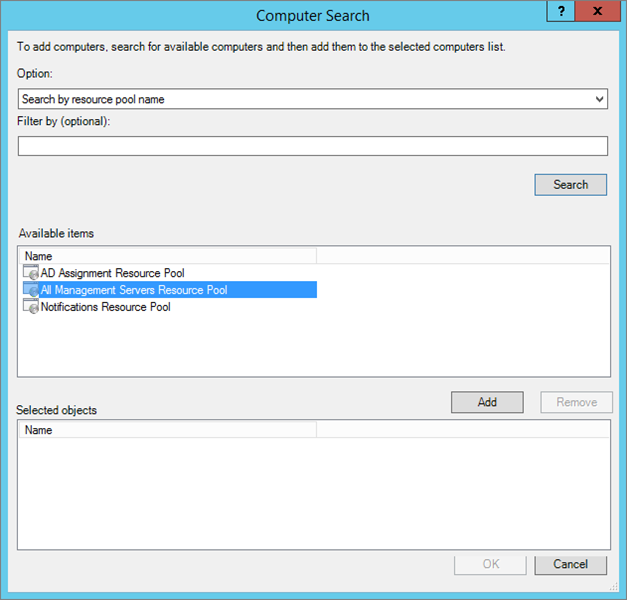 Computer Search
?
x
To add computers, search for available computers and then add them to the selected computers list.
Option:
Search by resource pool name
Filter by (optional):
Search
Available items
Name
AD Assignment Resource Pool
All Management Servers Resource Pool
Notifications Resource Pool
Add
Remove
Selected objects
Name
OK
Cancel